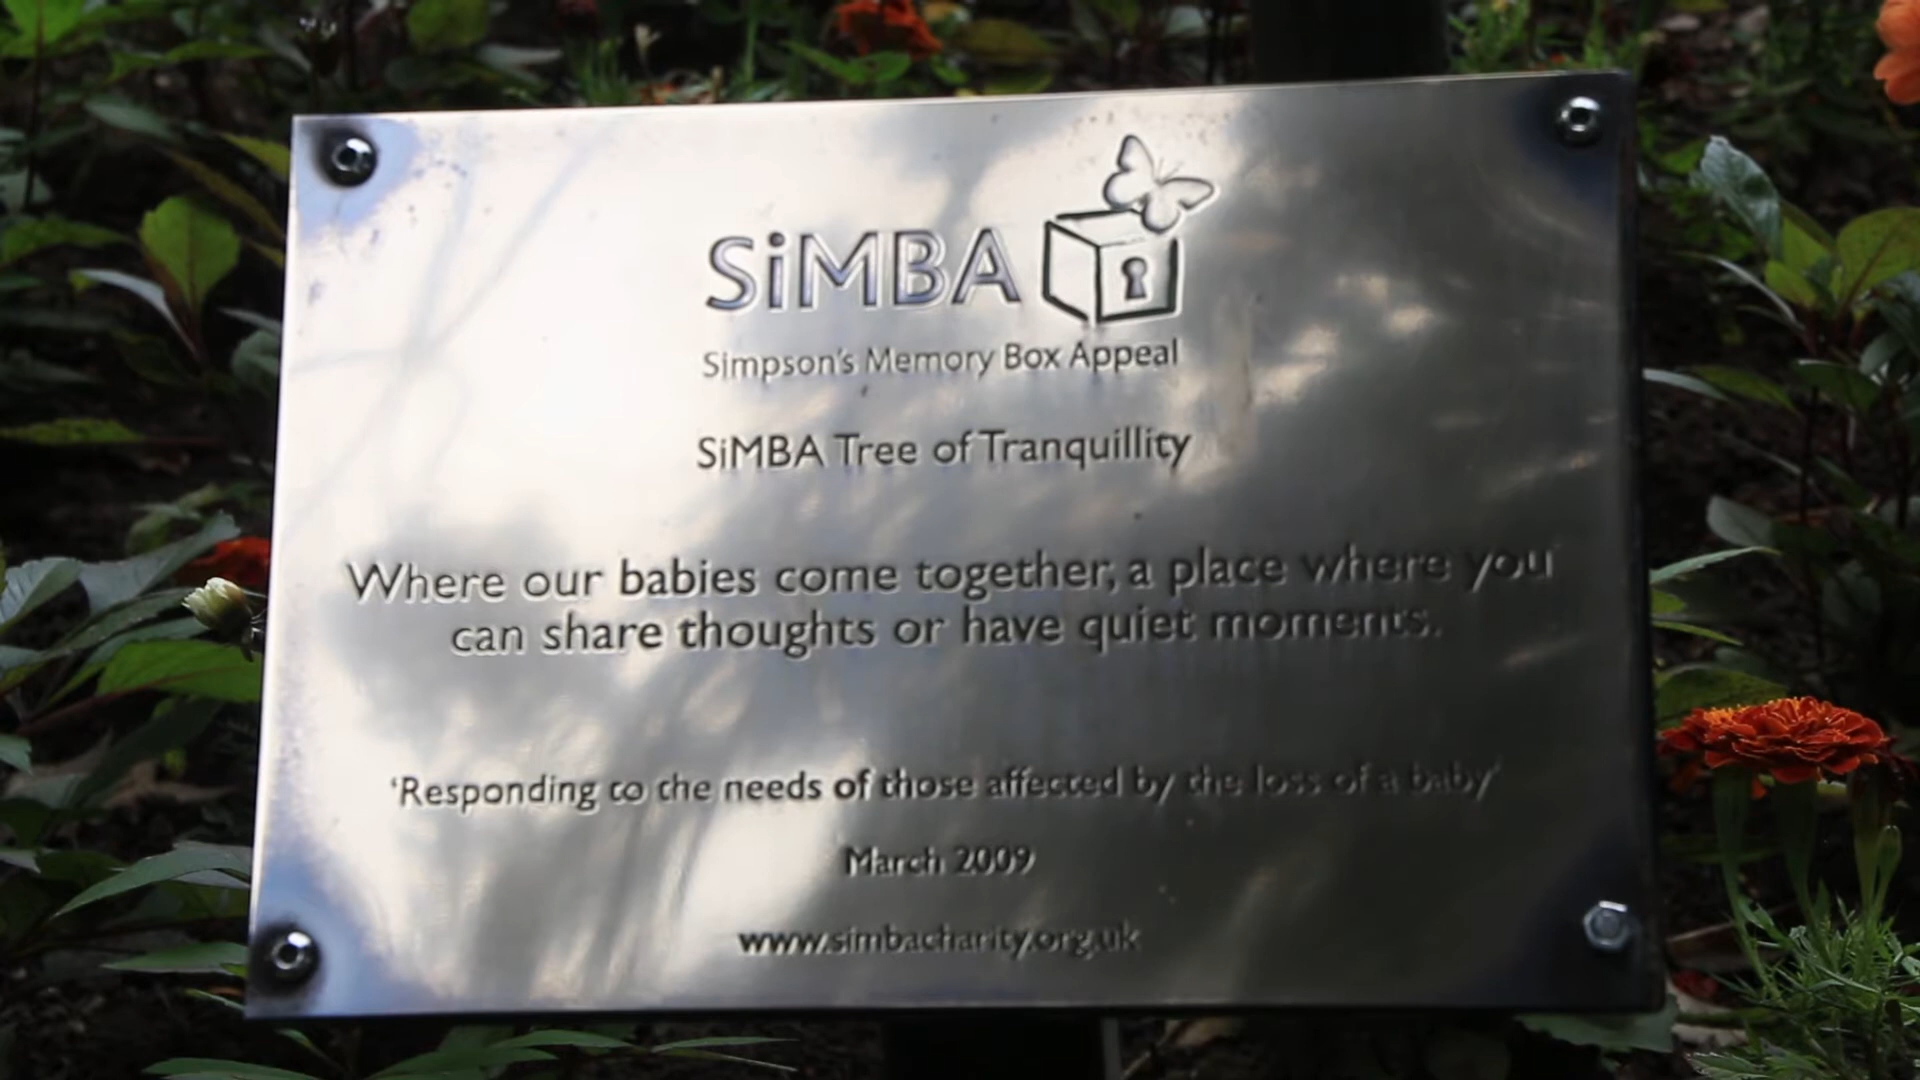 SiMBA
Simpson's Memory Box Appeal
SiMBA Tree of Tranquillity
Where our babies come together, a place where you
can share thoughts or have quiet moments.
'Responding to the needs of those affected by the loss of a baby'
March 2009
www.simbacharity.org.uk